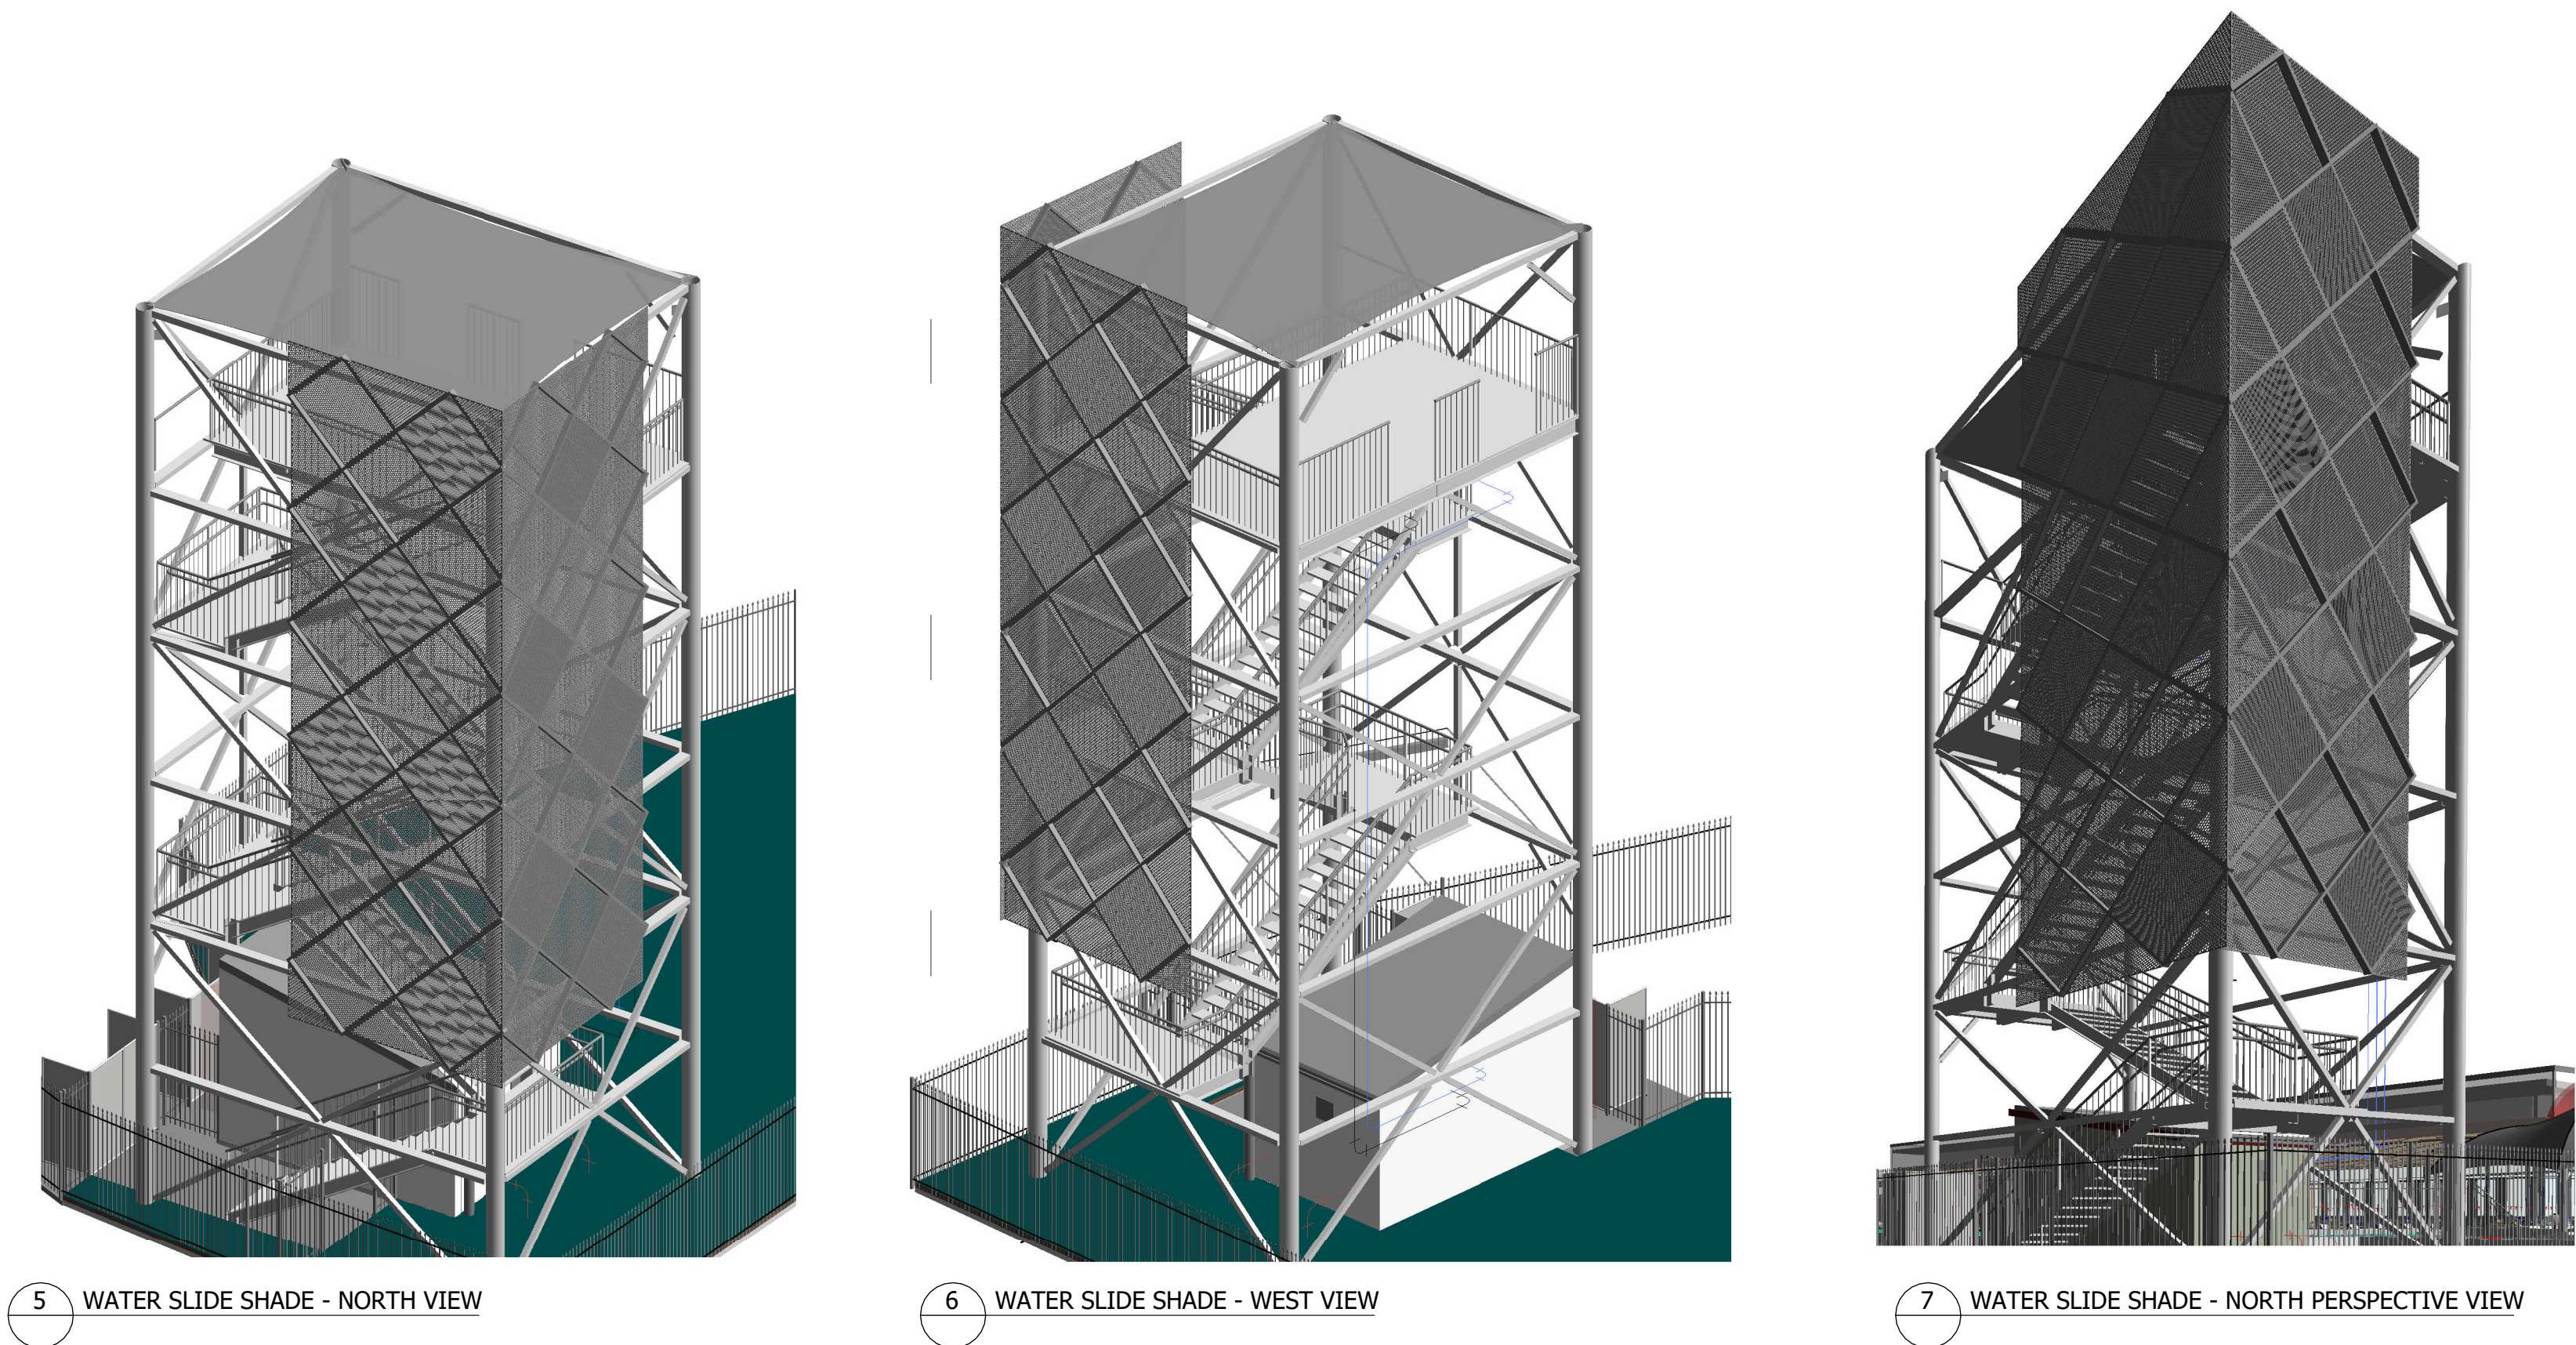 5 WATER SLIDE SHADE - NORTH VIEW
6 WATER SLIDE SHADE - WEST VIEW
7 WATER SLIDE SHADE - NORTH PERSPECTIVE VIEW